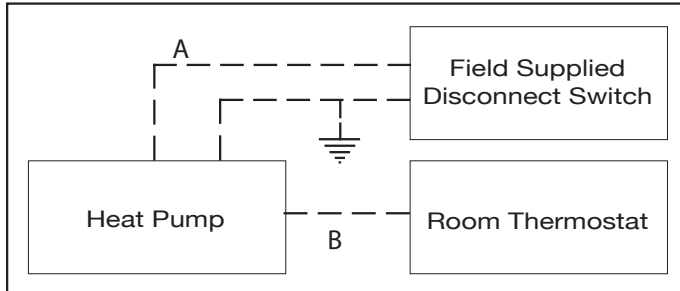 A
Field Supplied
Disconnect Switch
Heat Pump
B
Room Thermostat